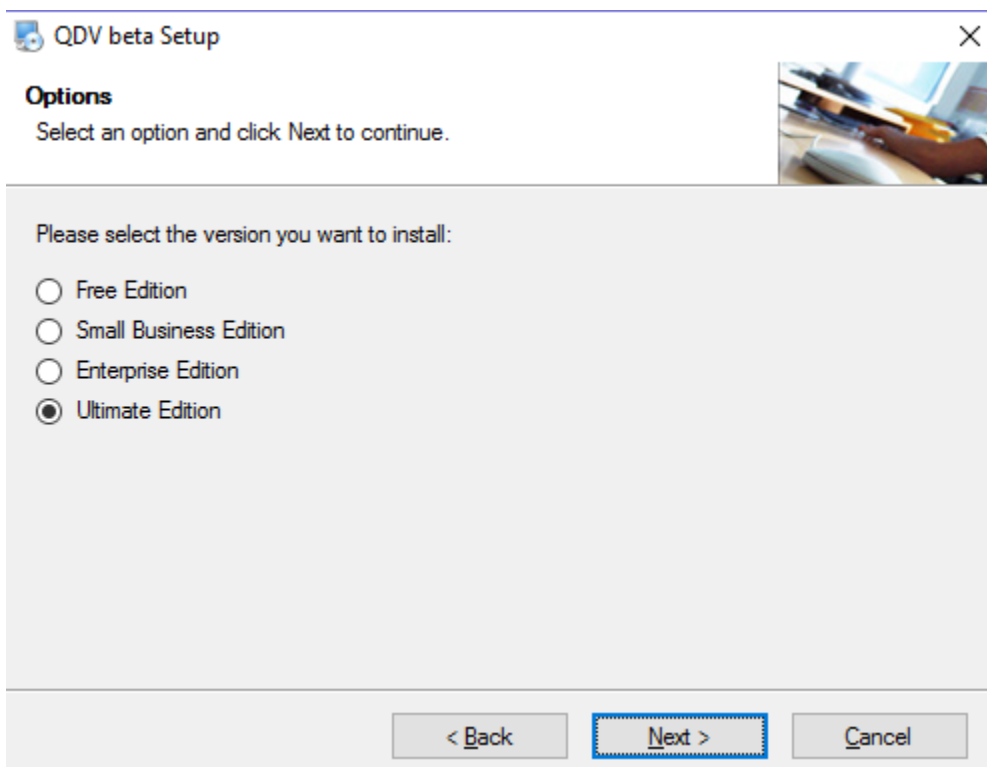 QDV beta Setup
Options
Select an option and click Next to continue.
Please select the version you want to install:
Free Edition
Small Business Edition
Enterprise Edition
Ultimate Edition
< Back
Next >
Cancel